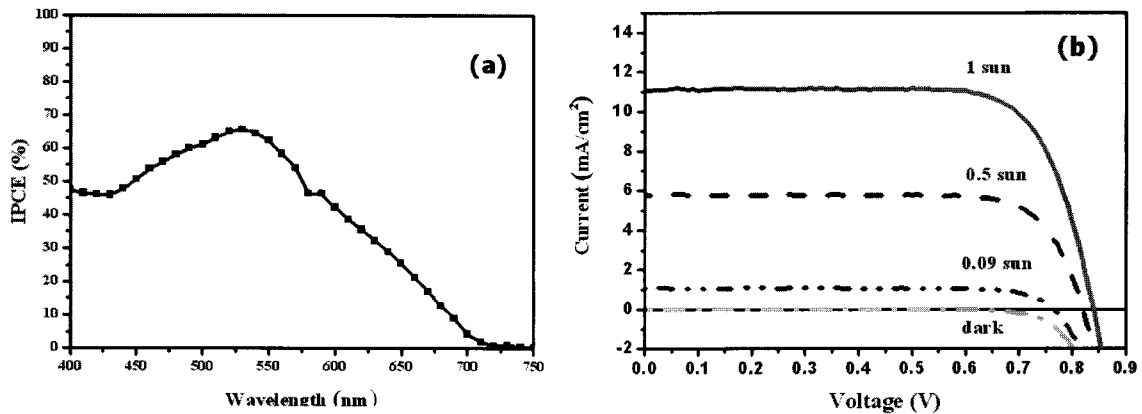 (a)
IPCE (%)
100
90
80
70
60
50
40
30
20
10
0
400 450 500 550 600 650 700 750
Wavelength (nm)
(b)
Current (mA/cm²)
14
12
10
8
6
4
2
0
-2
1 sun
0.5 sun
0.09 sun
dark
0.0 0.1 0.2 0.3 0.4 0.5 0.6 0.7 0.8 0.9
Voltage (V)